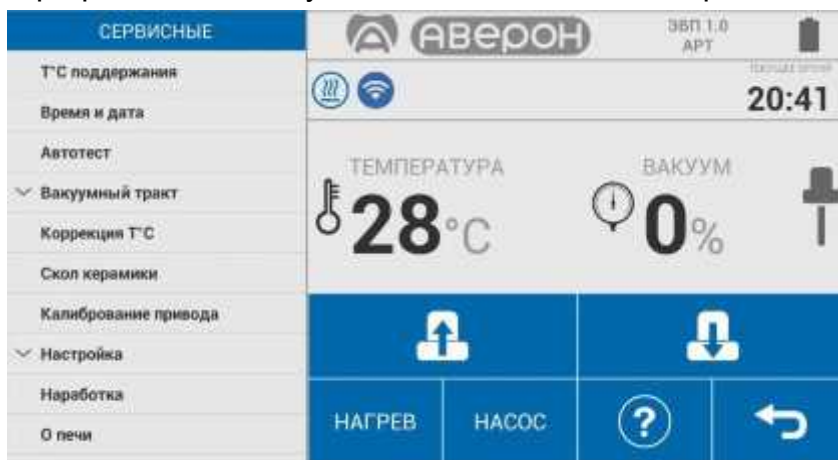 СЕРВИСНЫЕ
T°C поддержания
Время и дата
Автотест
Вакуумный тракт
Коррекция T°C
Скол керамики
Калибрование привода
Настройка
Наработка
О печи
АВЕРОН
ЭВП 1.0
АРТ
20:41
ТЕМПЕРАТУРА
28 °C
ВАКУУМ
0 %
НАГРЕВ
НАСОС
?